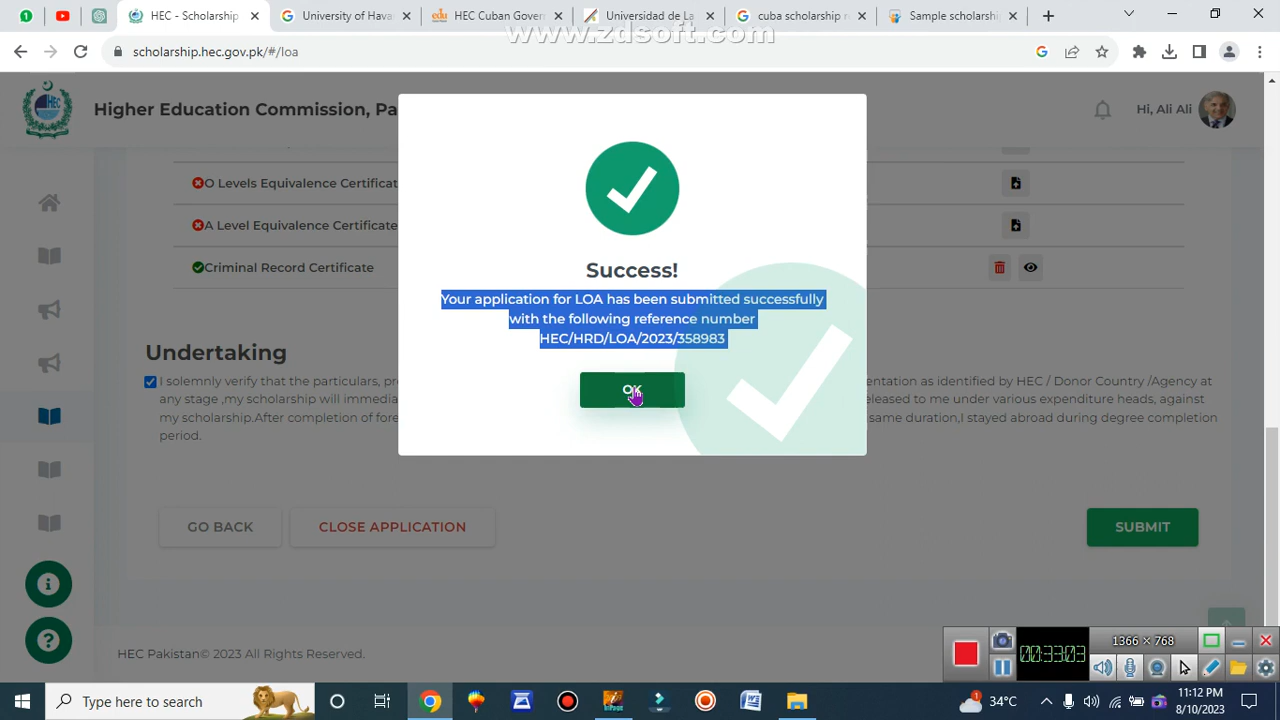 HEC - Scholarship
University of Hava
HEC Cuban Govern
Universidad de La
cuba scholarship r
Sample scholarshi
www.zdsoft.com
scholarship.hec.gov.pk/#/loa
Higher Education Commission, Pa
Hi, Ali Ali
O Levels Equivalence Certificat
A Level Equivalence Certificate
Criminal Record Certificate
Success!
Your application for LOA has been submitted successfully
with the following reference number
HEC/HRD/LOA/2023/358983
OK
Undertaking
I solemnly verify that the particulars, pr entation as identified by HEC / Donor Country /Agency at
any stage ,my scholarship will immedia eleased to me under various expenditure heads, against
my scholarship.After completion of forei same duration,I stayed abroad during degree completion
period.
GO BACK
CLOSE APPLICATION
SUBMIT
HEC Pakistan© 2023 All Rights Reserved.
1366 × 768
00:33:03
Type here to search
34°C
11:12 PM
8/10/2023